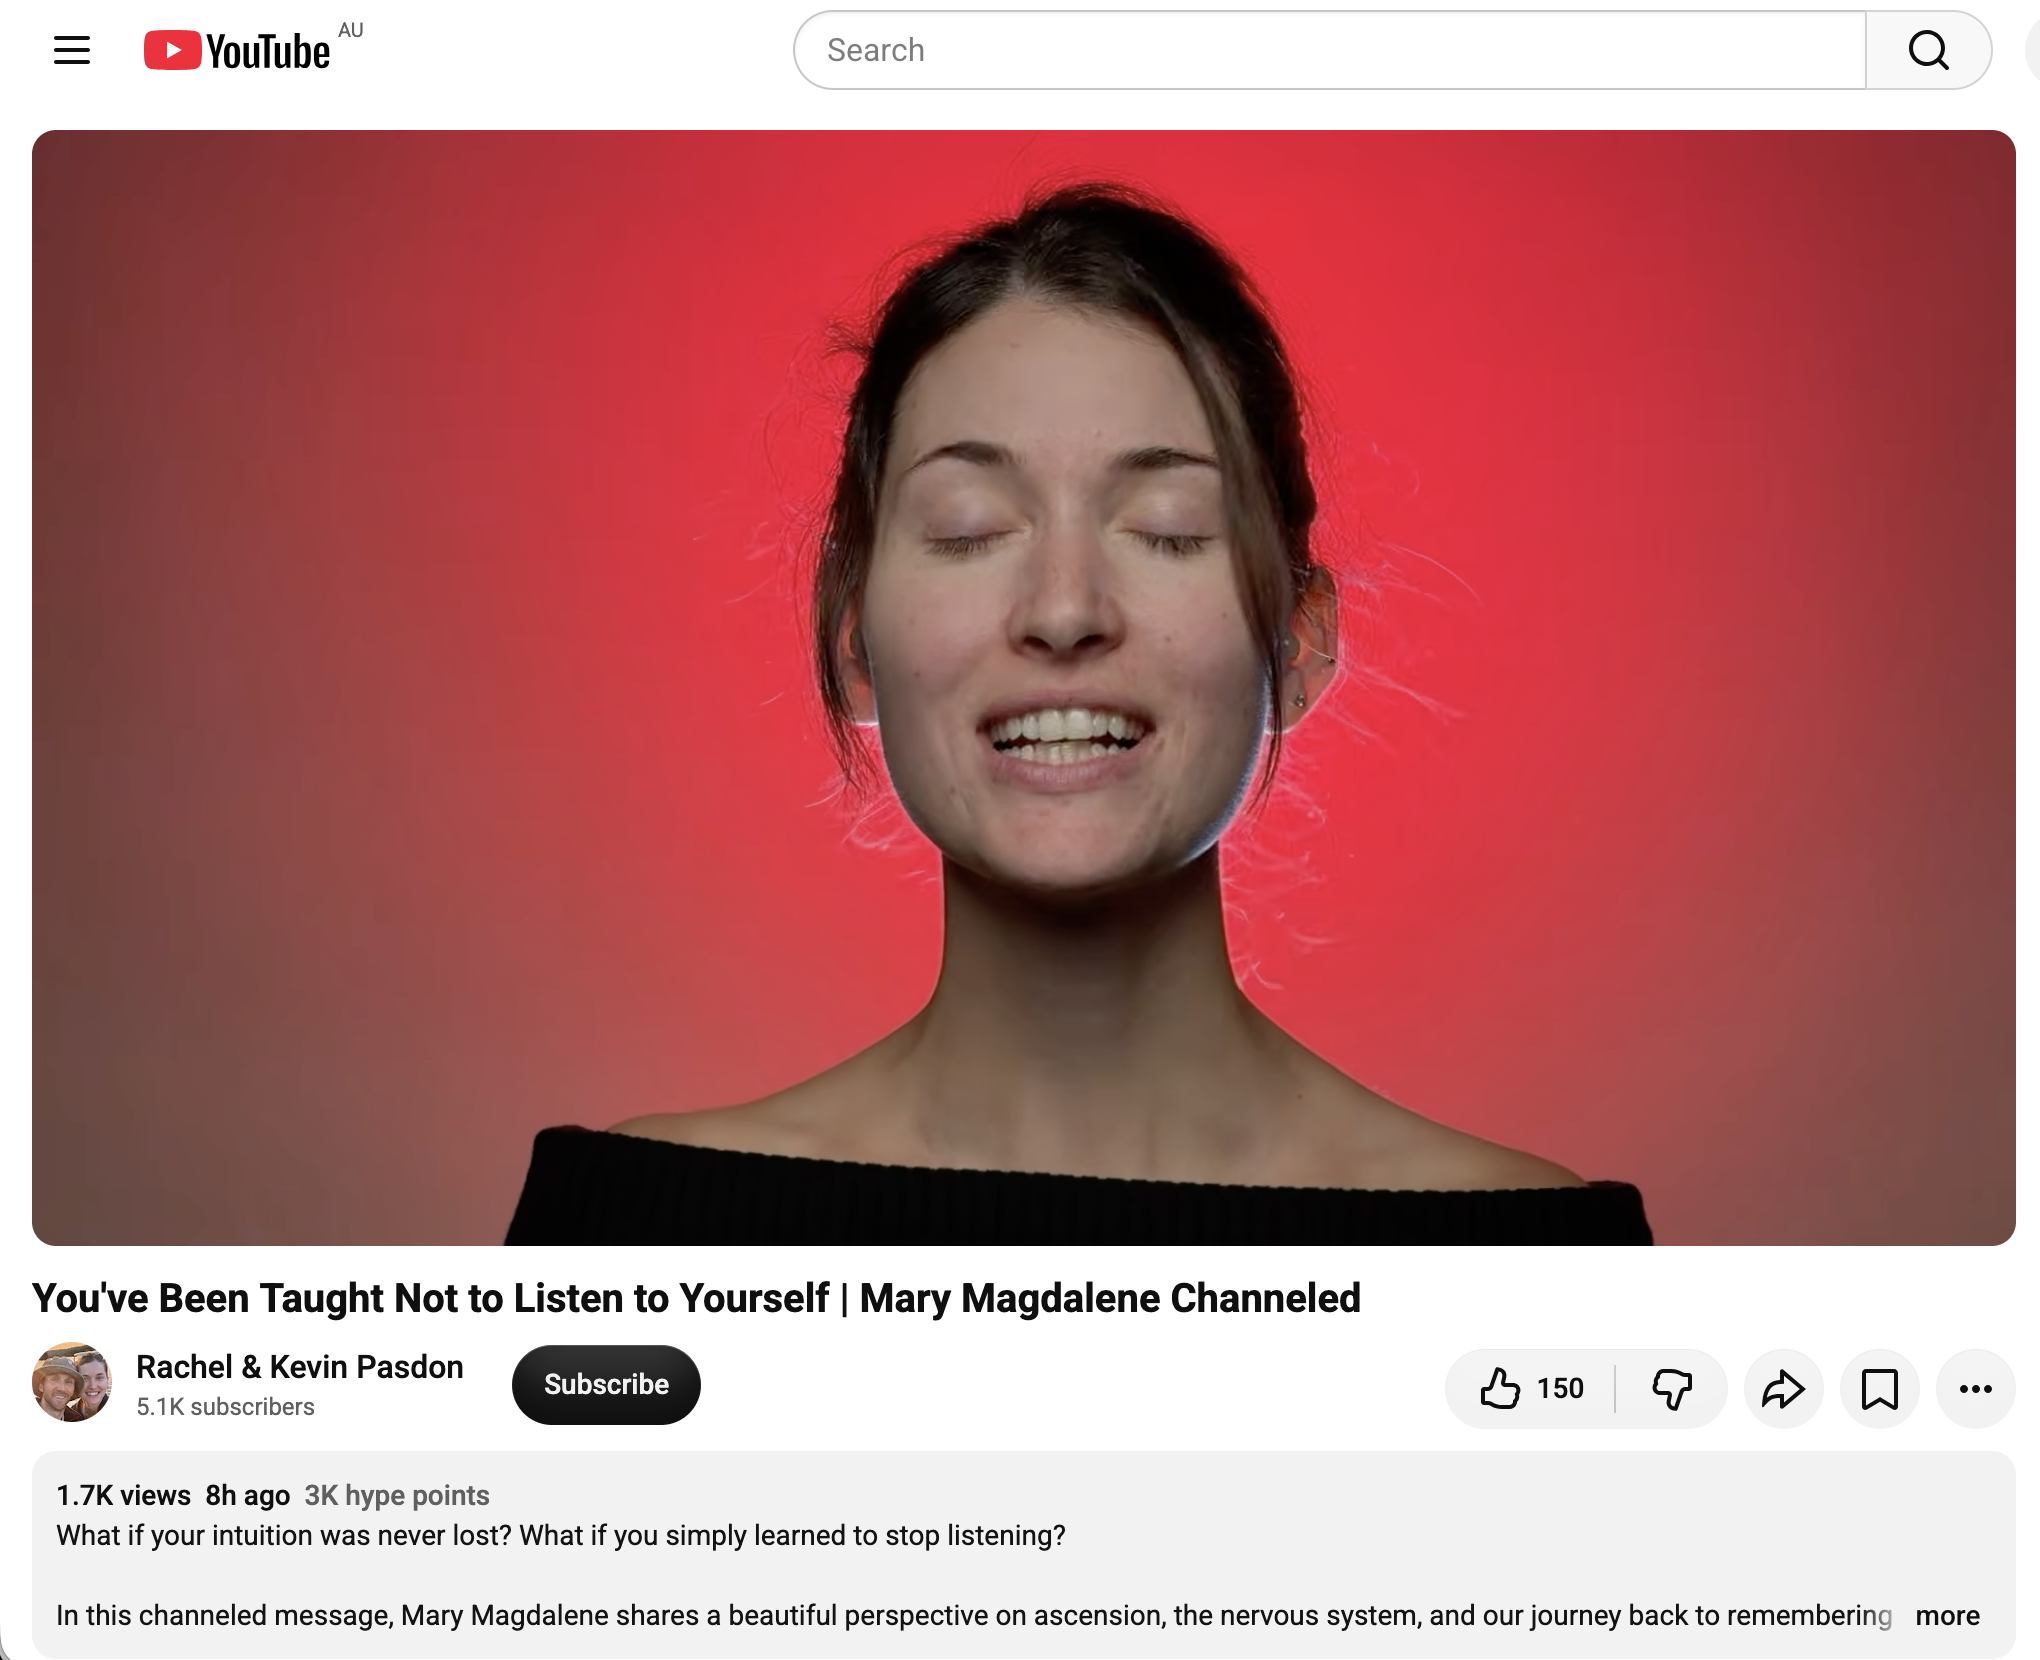 YouTube AU
Search
You've Been Taught Not to Listen to Yourself | Mary Magdalene Channeled
Rachel & Kevin Pasdon
5.1K subscribers
Subscribe
150
1.7K views 8h ago 3K hype points
What if your intuition was never lost? What if you simply learned to stop listening?
In this channeled message, Mary Magdalene shares a beautiful perspective on ascension, the nervous system, and our journey back to remembering more